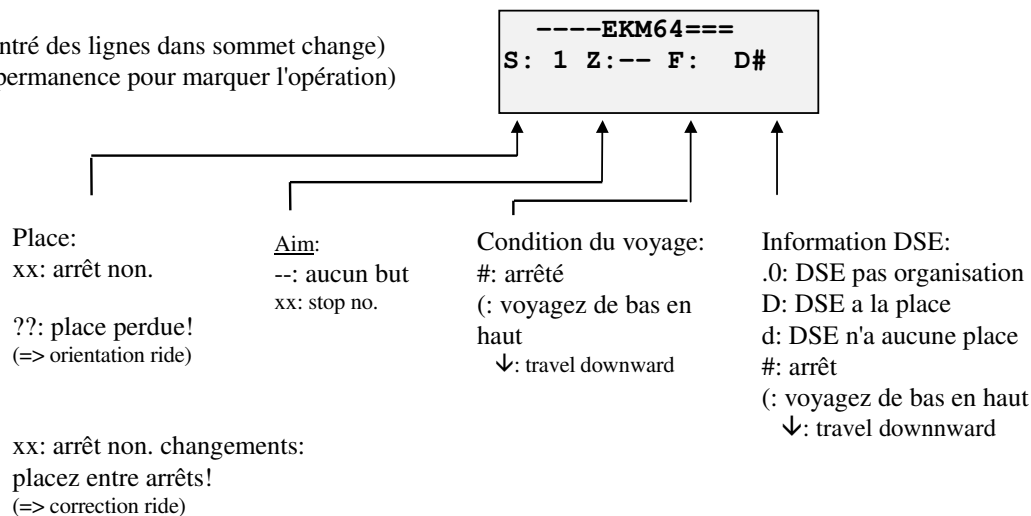 ntré des lignes dans sommet change)
permanence pour marquer l'opération)
----EKM64===
S: 1 Z:-- F: D#
Place:
xx: arrêt non.
??: place perdue!
(=> orientation ride)
xx: arrêt non. changements:
placez entre arrêts!
(=> correction ride)
Aim:
--: aucun but
xx: stop no.
Condition du voyage:
#: arrêté
(: voyagez de bas en
haut
↓: travel downward
Information DSE:
.0: DSE pas organisation
D: DSE a la place
d: DSE n'a aucune place
#: arrêt
(: voyagez de bas en haut
↓: travel downnward